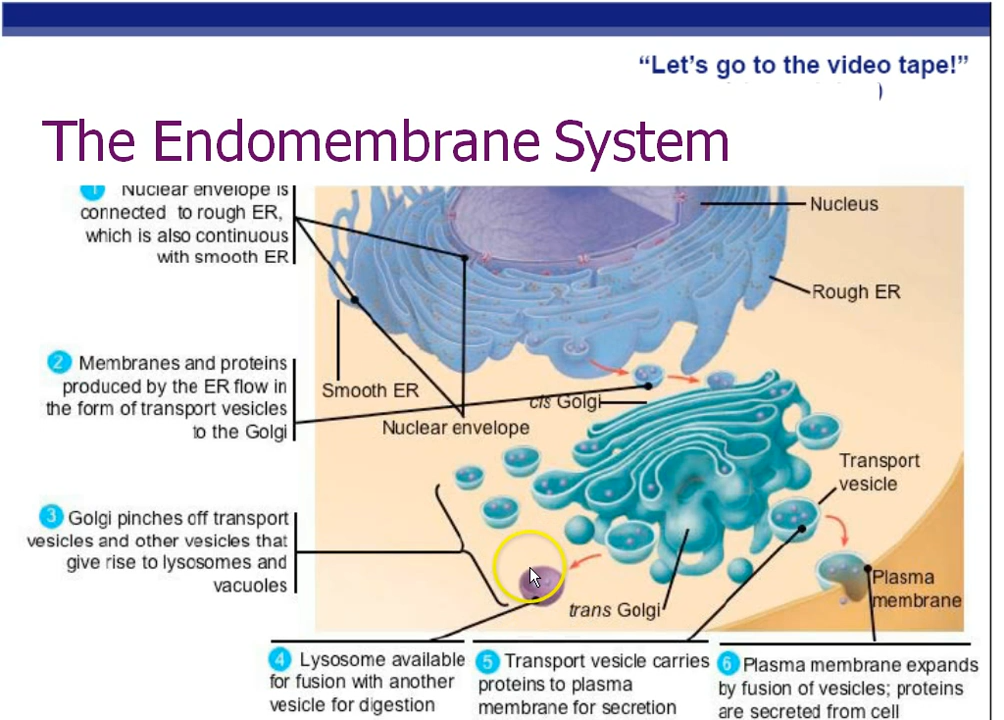 “Let’s go to the video tape!”
)
The Endomembrane System
1 Nuclear envelope is
connected to rough ER,
which is also continuous
with smooth ER
Nucleus
Rough ER
2 Membranes and proteins
produced by the ER flow in
the form of transport vesicles
to the Golgi
Smooth ER
cis Golgi
Nuclear envelope
Transport
vesicle
3 Golgi pinches off transport
vesicles and other vesicles that
give rise to lysosomes and
vacuoles
Plasma
membrane
trans Golgi
4 Lysosome available
for fusion with another
vesicle for digestion
5 Transport vesicle carries
proteins to plasma
membrane for secretion
6 Plasma membrane expands
by fusion of vesicles; proteins
are secreted from cell